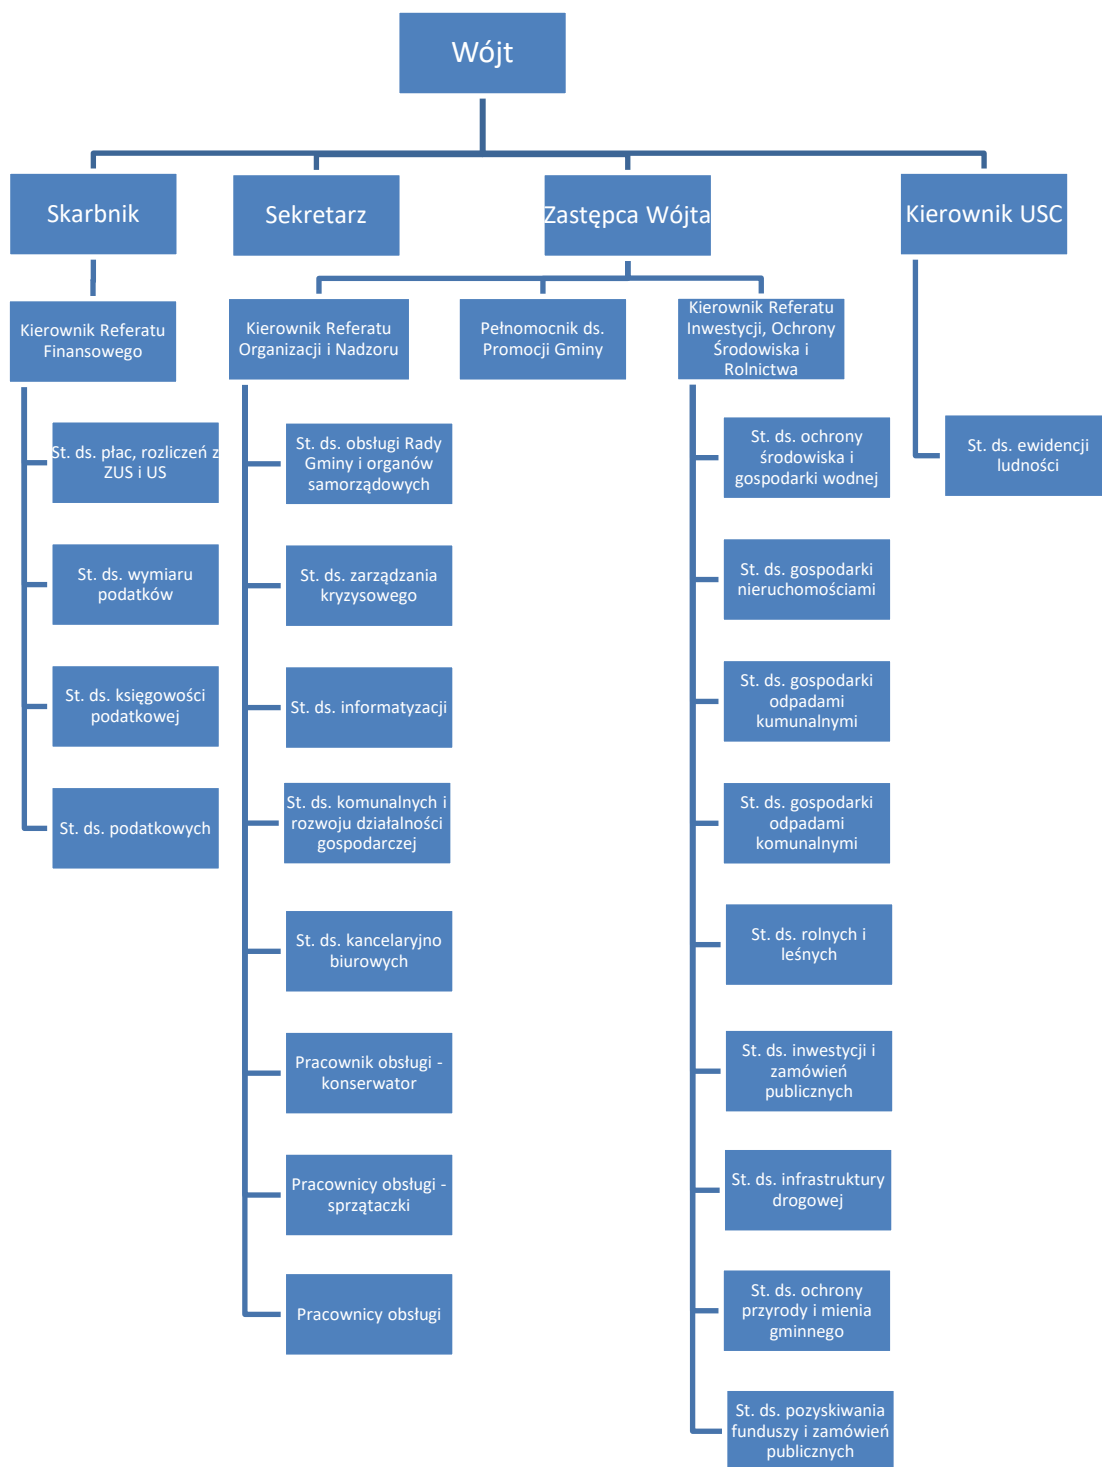 Wójt
Skarbnik
Sekretarz
Zastępca Wójta
Kierownik USC
Kierownik Referatu
Finansowego
Kierownik Referatu
Organizacji i Nadzoru
Pełnomocnik ds.
Promocji Gminy
Kierownik Referatu
Inwestycji, Ochrony
Środowiska i
Rolnictwa
St. ds. płac, rozliczeń z
ZUS i US
St. ds. wymiaru
podatków
St. ds. księgowości
podatkowej
St. ds. podatkowych
St. ds. obsługi Rady
Gminy i organów
samorządowych
St. ds. zarządzania
kryzysowego
St. ds. informatyzacji
St. ds. komunalnych i
rozwoju działalności
gospodarczej
St. ds. kancelaryjno
biurowych
Pracownik obsługi -
konserwator
Pracownicy obsługi -
sprzątaczki
Pracownicy obsługi
St. ds. ochrony
środowiska i
gospodarki wodnej
St. ds. gospodarki
nieruchomościami
St. ds. gospodarki
odpadami
kumunalnymi
St. ds. gospodarki
odpadami
komunalnymi
St. ds. rolnych i
leśnych
St. ds. inwestycji i
zamówień
publicznych
St. ds. infrastruktury
drogowej
St. ds. ochrony
przyrody i mienia
gminnego
St. ds. pozyskiwania
funduszy i zamówień
publicznych
St. ds. ewidencji
ludności